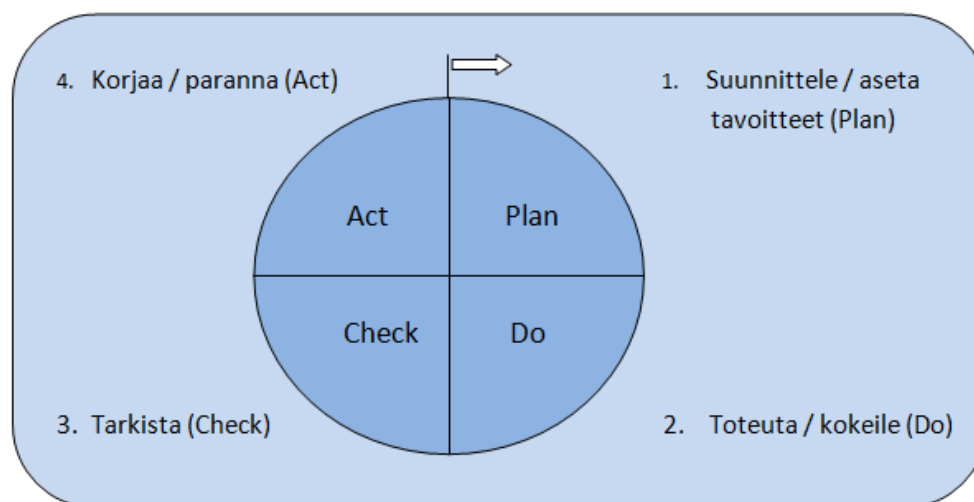 4. Korjaa / paranna (Act)
1. Suunnittele / aseta
tavoitteet (Plan)
Act
Plan
Check
Do
3. Tarkista (Check)
2. Toteuta / kokeile (Do)